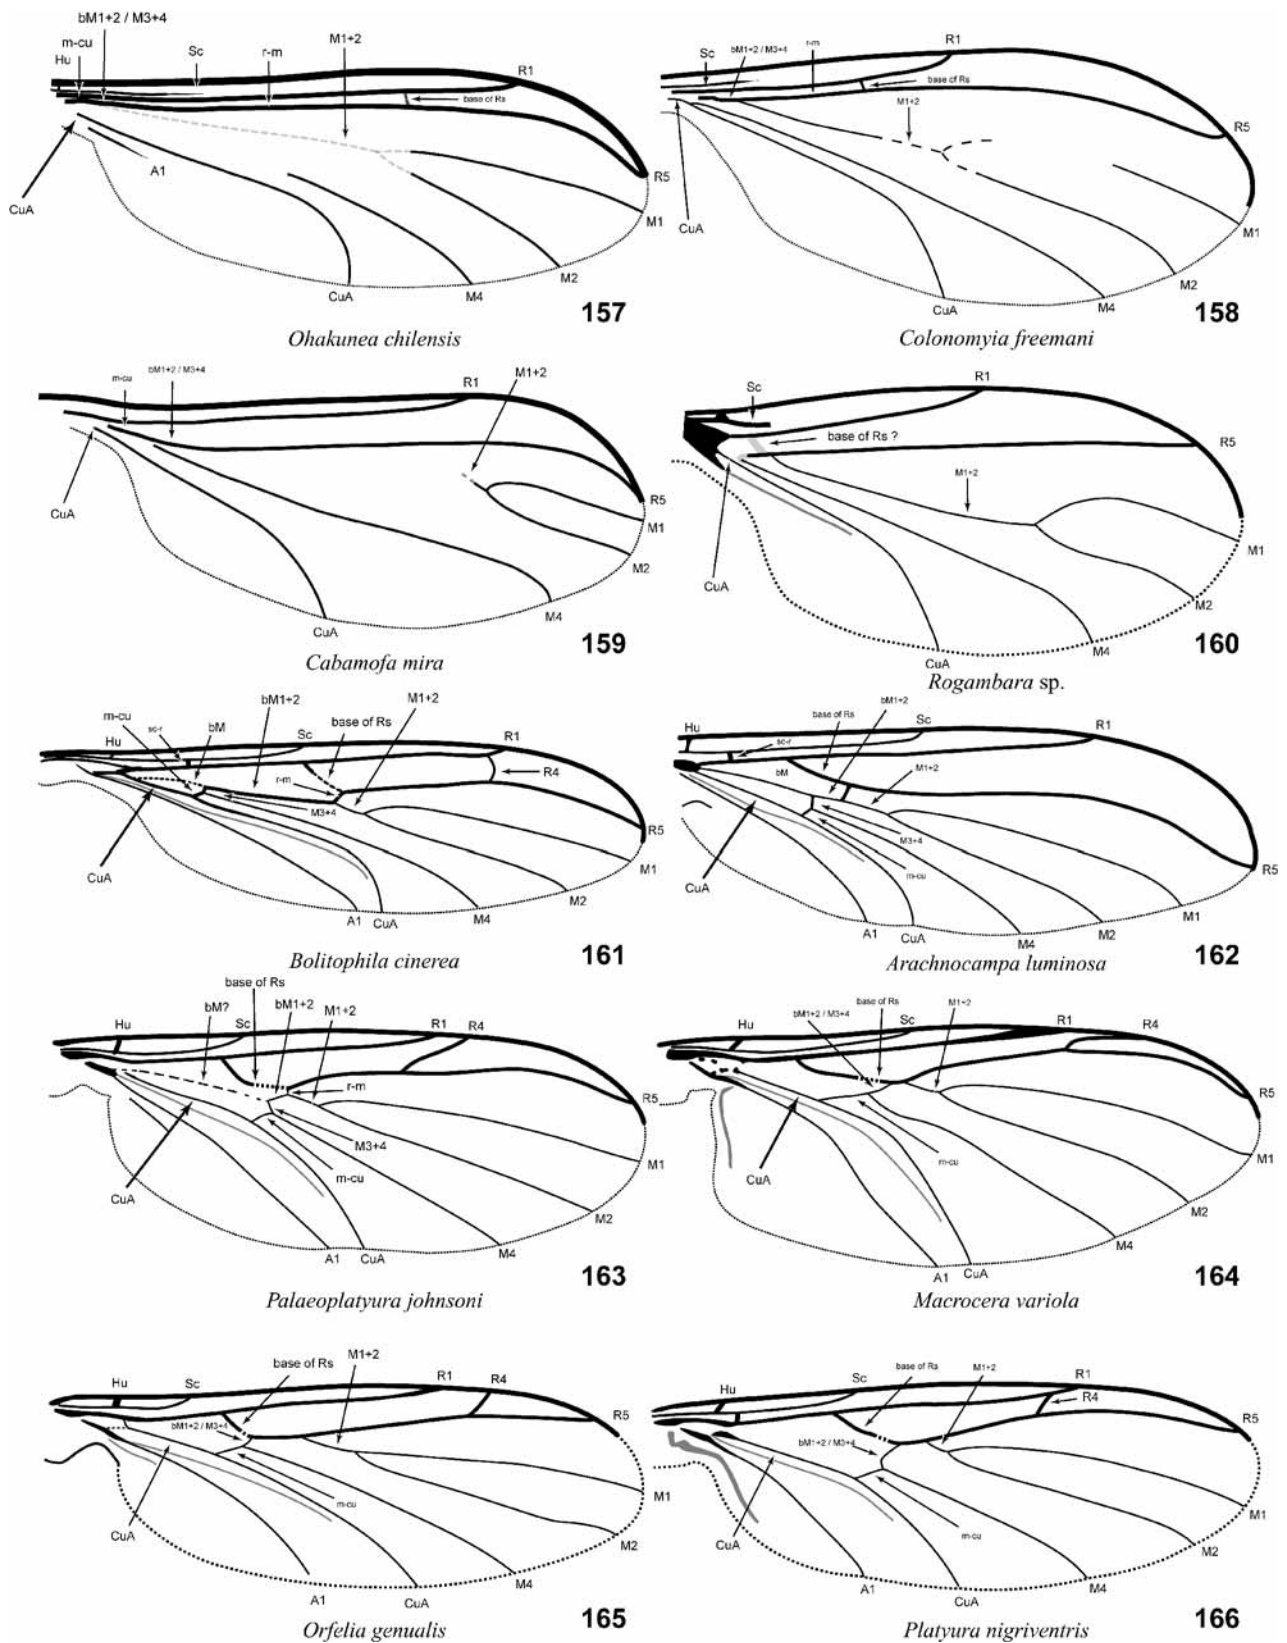 bM1+2 / M3+4
m-cu
Hu
Sc
r-m
M1+2
R1
base of Rs
A1
CuA
R5
M1
M2
M4
CuA
157
Ohakunea chilensis
Sc
bM1+2 / M3+4
r-m
R1
base of Rs
M1+2
R5
CuA
M1
M2
M4
CuA
158
Colonomyia freemani
m-cu
bM1+2 / M3+4
R1
M1+2
CuA
R5
M1
M2
M4
CuA
159
Cabamofa mira
Sc
R1
base of Rs ?
R5
M1+2
CuA
M1
M2
M4
CuA
160
Rogambara sp.
m-cu
Hu
sc-r
bM
bM1+2
Sc
base of Rs
M1+2
R1
r-m
R4
M3+4
CuA
R5
M1
M2
M4
A1
CuA
161
Bolitophila cinerea
Hu
sc-r
base of Rs
bM1+2
Sc
R1
bM
M1+2
M3+4
m-cu
CuA
R5
M1
M2
M4
CuA
A1
162
Arachnocampa luminosa
base of Rs
Hu
bM?
Sc
bM1+2
M1+2
R1
R4
r-m
R5
M3+4
m-cu
CuA
M1
M2
M4
A1
CuA
163
Palaeoplatyura johnsoni
Hu
bM1+2 / M3+4
base of Rs
Sc
M1+2
R1
R4
R5
m-cu
CuA
M1
M2
M4
A1
CuA
164
Macrocera variola
Hu
Sc
base of Rs
M1+2
R1
R4
R5
bM1+2 / M3+4
m-cu
CuA
M1
M2
M4
A1
CuA
165
Orfelia genualis
Hu
Sc
base of Rs
M1+2
R1
R4
R5
bM1+2 / M3+4
m-cu
CuA
M1
M2
M4
A1
CuA
166
Platyura nigriventris